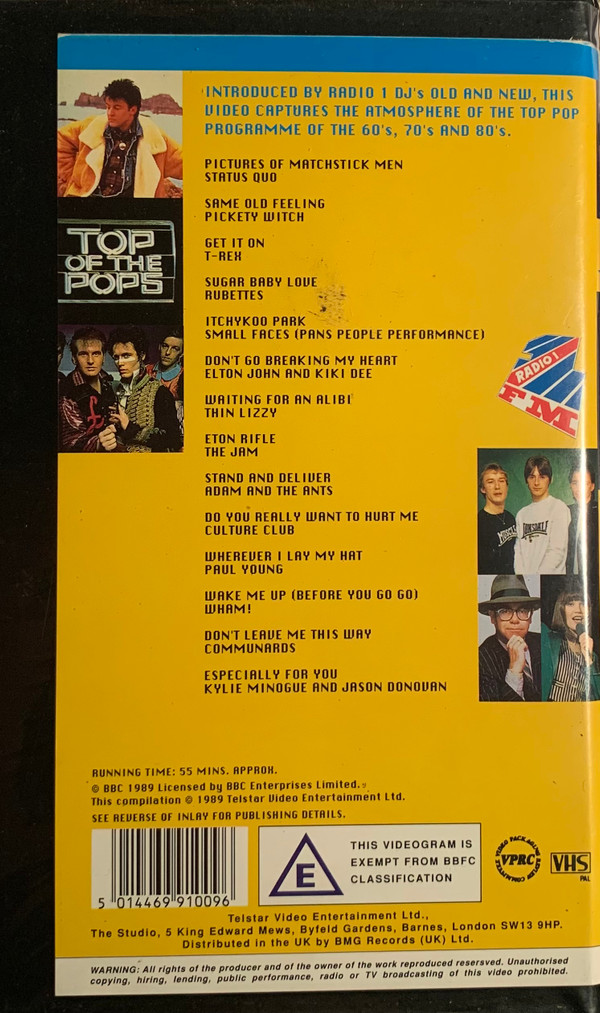 INTRODUCED BY RADIO 1 DJ's OLD AND NEW, THIS
VIDEO CAPTURES THE ATMOSPHERE OF THE TOP POP
PROGRAMME OF THE 60's, 70's AND 80's.
PICTURES OF MATCHSTICK MEN
STATUS QUO
SAME OLD FEELING
PICKETY WITCH
TOP
OF THE
POPS
GET IT ON
T-REX
SUGAR BABY LOVE
RUBETTES
ITCHYKOO PARK
SMALL FACES (PANS PEOPLE PERFORMANCE)
DON'T GO BREAKING MY HEART
ELTON JOHN AND KIKI DEE
RADIO 1
FM
WAITING FOR AN ALIBI
THIN LIZZY
ETON RIFLE
THE JAM
STAND AND DELIVER
ADAM AND THE ANTS
DO YOU REALLY WANT TO HURT ME
CULTURE CLUB
LONSDALE
WHEREVER I LAY MY HAT
PAUL YOUNG
WAKE ME UP (BEFORE YOU GO GO)
WHAM!
DON'T LEAVE ME THIS WAY
COMMUNARDS
ESPECIALLY FOR YOU
KYLIE MINOGUE AND JASON DONOVAN
RUNNING TIME: 55 MINS. APPROX.
© BBC 1989 Licensed by BBC Enterprises Limited.
This compilation © 1989 Telstar Video Entertainment Ltd.
SEE REVERSE OF INLAY FOR PUBLISHING DETAILS.
5 014469 910096
E
THIS VIDEOGRAM IS
EXEMPT FROM BBFC
CLASSIFICATION
VIDEO PACKAGING REVIEW COMMITTEE
VPRC
VHS
PAL
Telstar Video Entertainment Ltd.,
The Studio, 5 King Edward Mews, Byfeld Gardens, Barnes, London SW13 9HP.
Distributed in the UK by BMG Records (UK) Ltd.
WARNING: All rights of the producer and of the owner of the work reproduced resersved. Unauthorised
copying, hiring, lending, public performance, radio or TV broadcasting of this video prohibited.